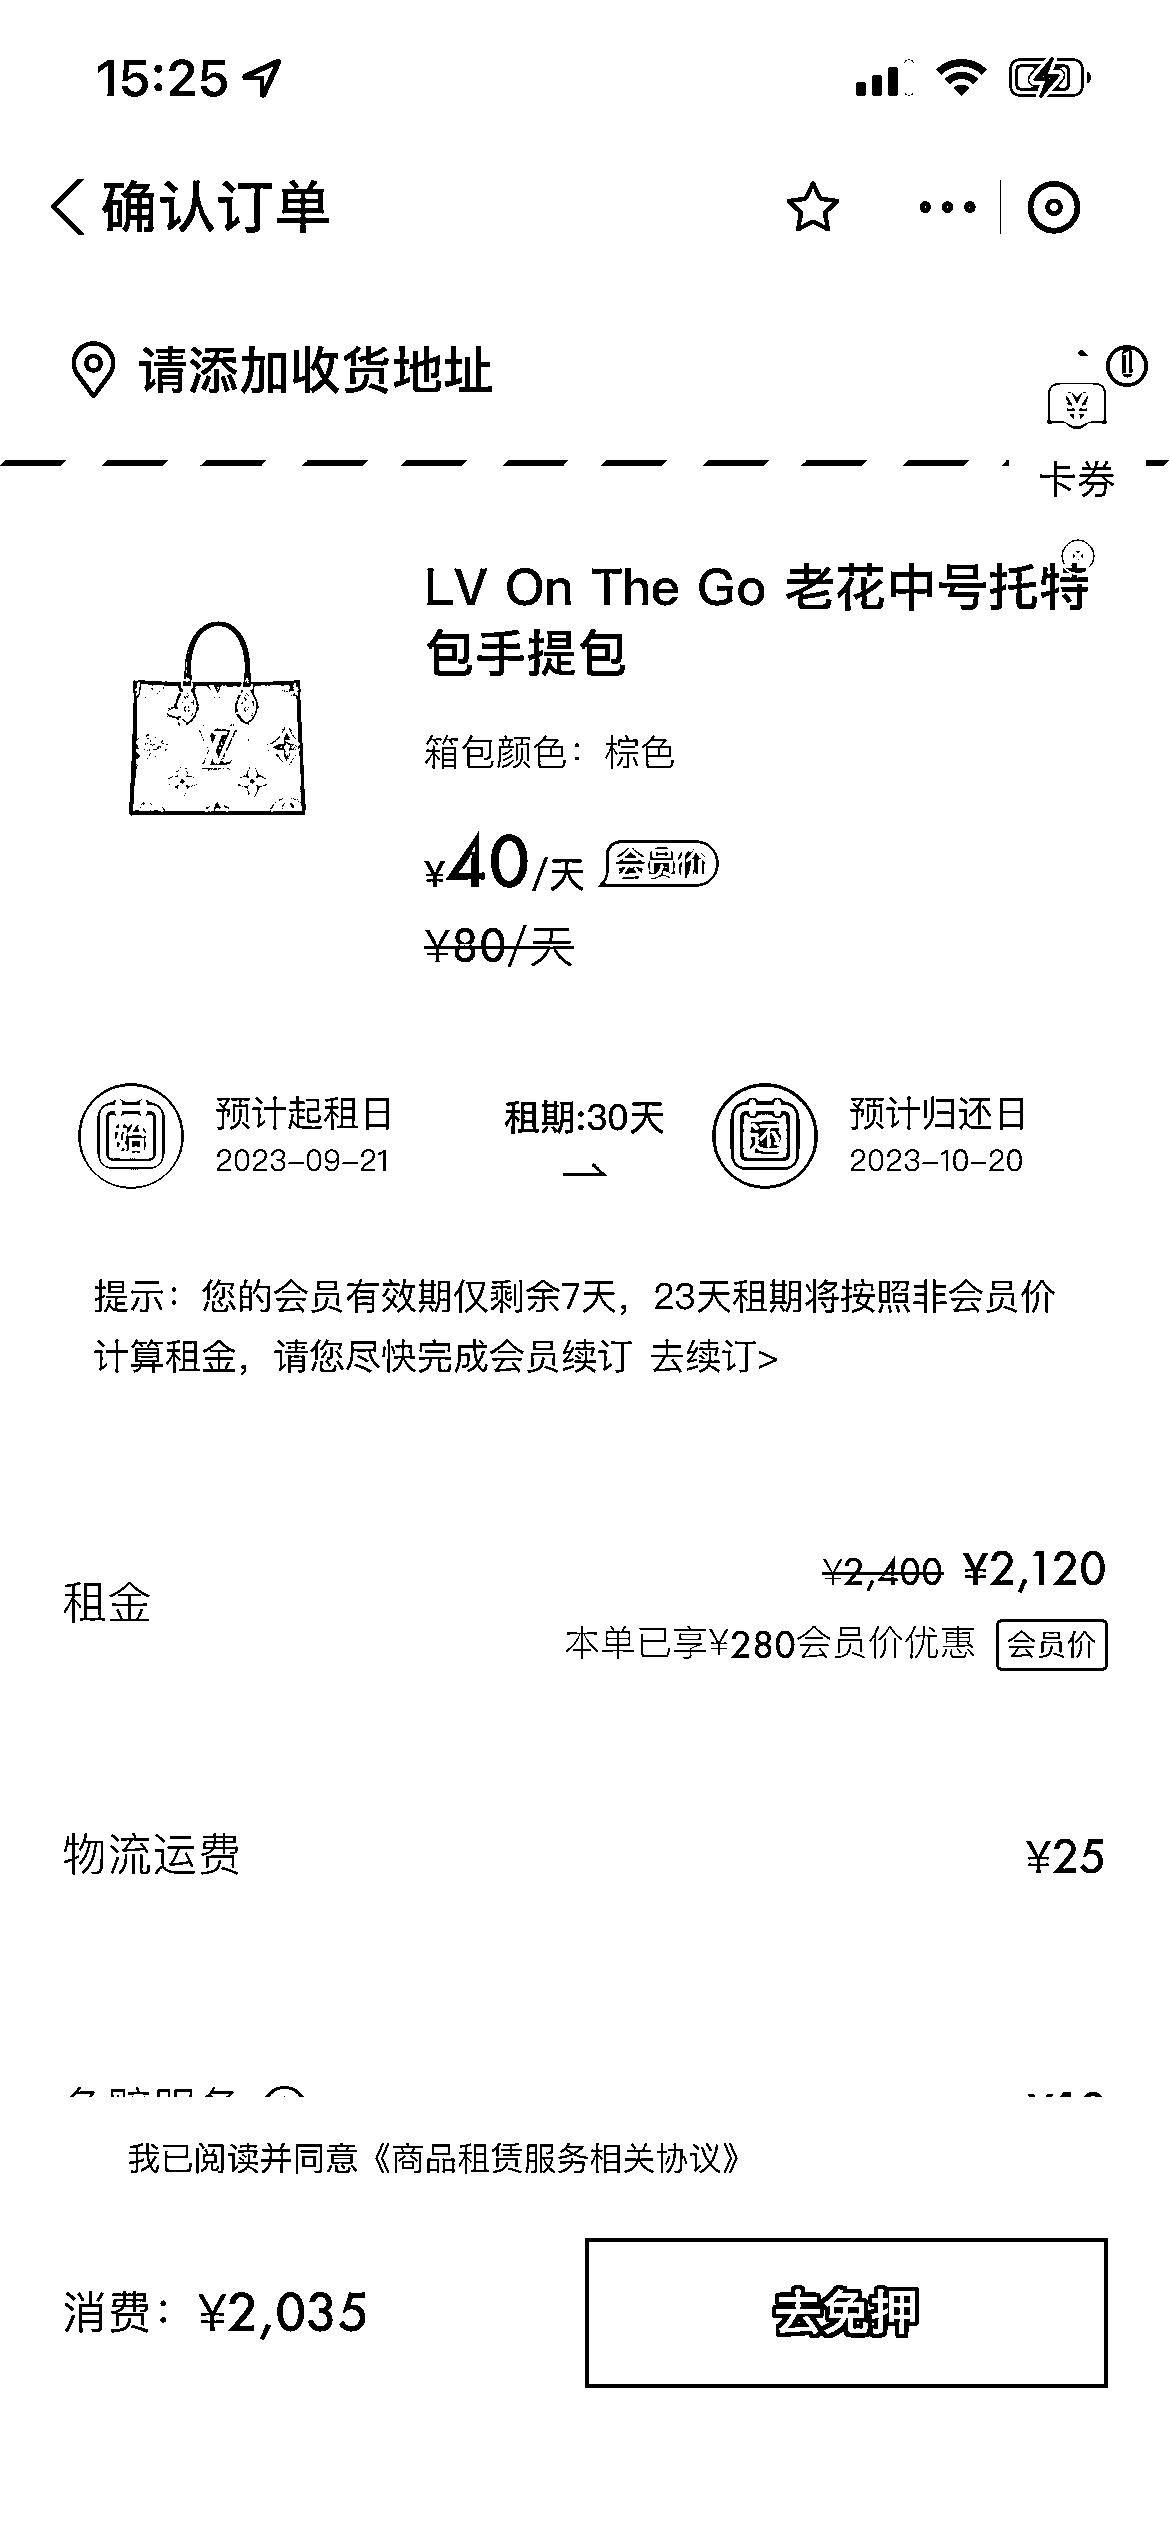 15:25
确认订单
请添加收货地址
卡券
LV On The Go 老花中号托特
包手提包
箱包颜色：棕色
¥40/天 会员价
¥80/天
预计起租日 租期:30天 预计归还日
2023-09-21 2023-10-20
提示：您的会员有效期仅剩余7天，23天租期将按照非会员价
计算租金，请您尽快完成会员续订 去续订>
租金 ¥2,400 ¥2,120
本单已享¥280会员价优惠 会员价
物流运费 ¥25
我已阅读并同意《商品租赁服务相关协议》
消费：¥2,035 去免押